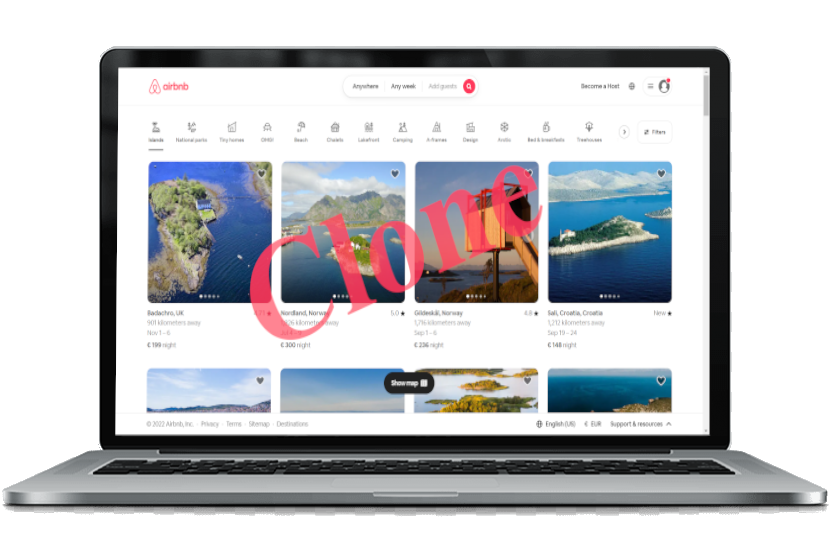 airbnb
Anywhere Any week Add guests
Become a Host
Islands National parks Tiny homes OMG! Beach Chalets Lakefront Camping A-frames Design Arctic Bed & breakfasts Treehouses
Filters
Clone
Badachro, UK
901 kilometers away
Nov 1 – 6
€ 199 night
Nordland, Norway 5.0 ★
kilometers away
€ 300 night
Gildeskål, Norway 4.8 ★
1,716 kilometers away
Sep 1 – 6
€ 236 night
Sali, Croatia, Croatia New ★
1,212 kilometers away
Sep 19 – 24
€ 148 night
Show map
© 2022 Airbnb, Inc. · Privacy · Terms · Sitemap · Destinations
English (US) € EUR Support & resources